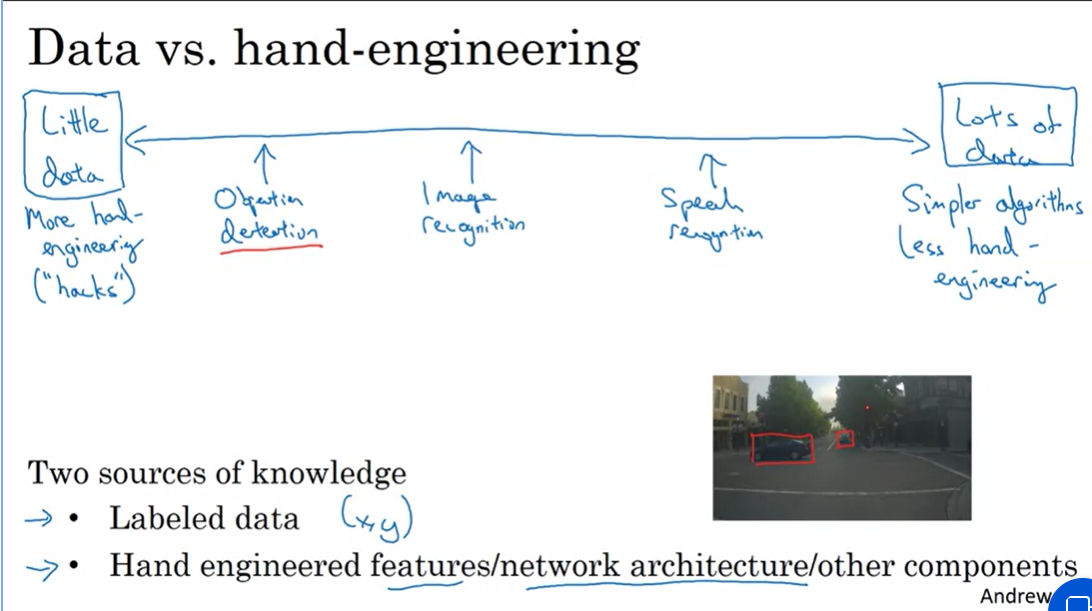 Data vs. hand-engineering
Little
data
Lots of
data
More hand-
engineering
("hacks")
Object
detection
Image
recognition
Speech
recognition
Simpler algorithms
Less hand-
engineering
Two sources of knowledge
→ • Labeled data (x,y)
→ • Hand engineered features/network architecture/other components
Andrew